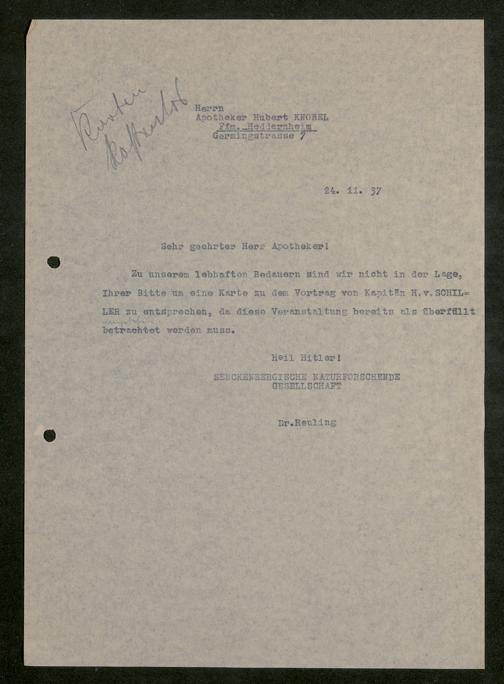 Karten
kostenlos
Herrn
Apotheker Hubert KNOBEL
Ffm. Heddernheim
Germingstrasse 7
24. 11. 37
Sehr geehrter Herr Apotheker!
Zu unserem lebhaften Bedauern sind wir nicht in der Lage,
Ihrer Bitte um eine Karte zu dem Vortrag von Kapitän H.v.SCHIL=
LER zu entsprechen, da diese Veranstaltung bereits als überfüllt
betrachtet werden muss.
Heil Hitler!
SENCKENBERGISCHE NATURFORSCHENDE
GESELLSCHAFT
Dr.Reuling